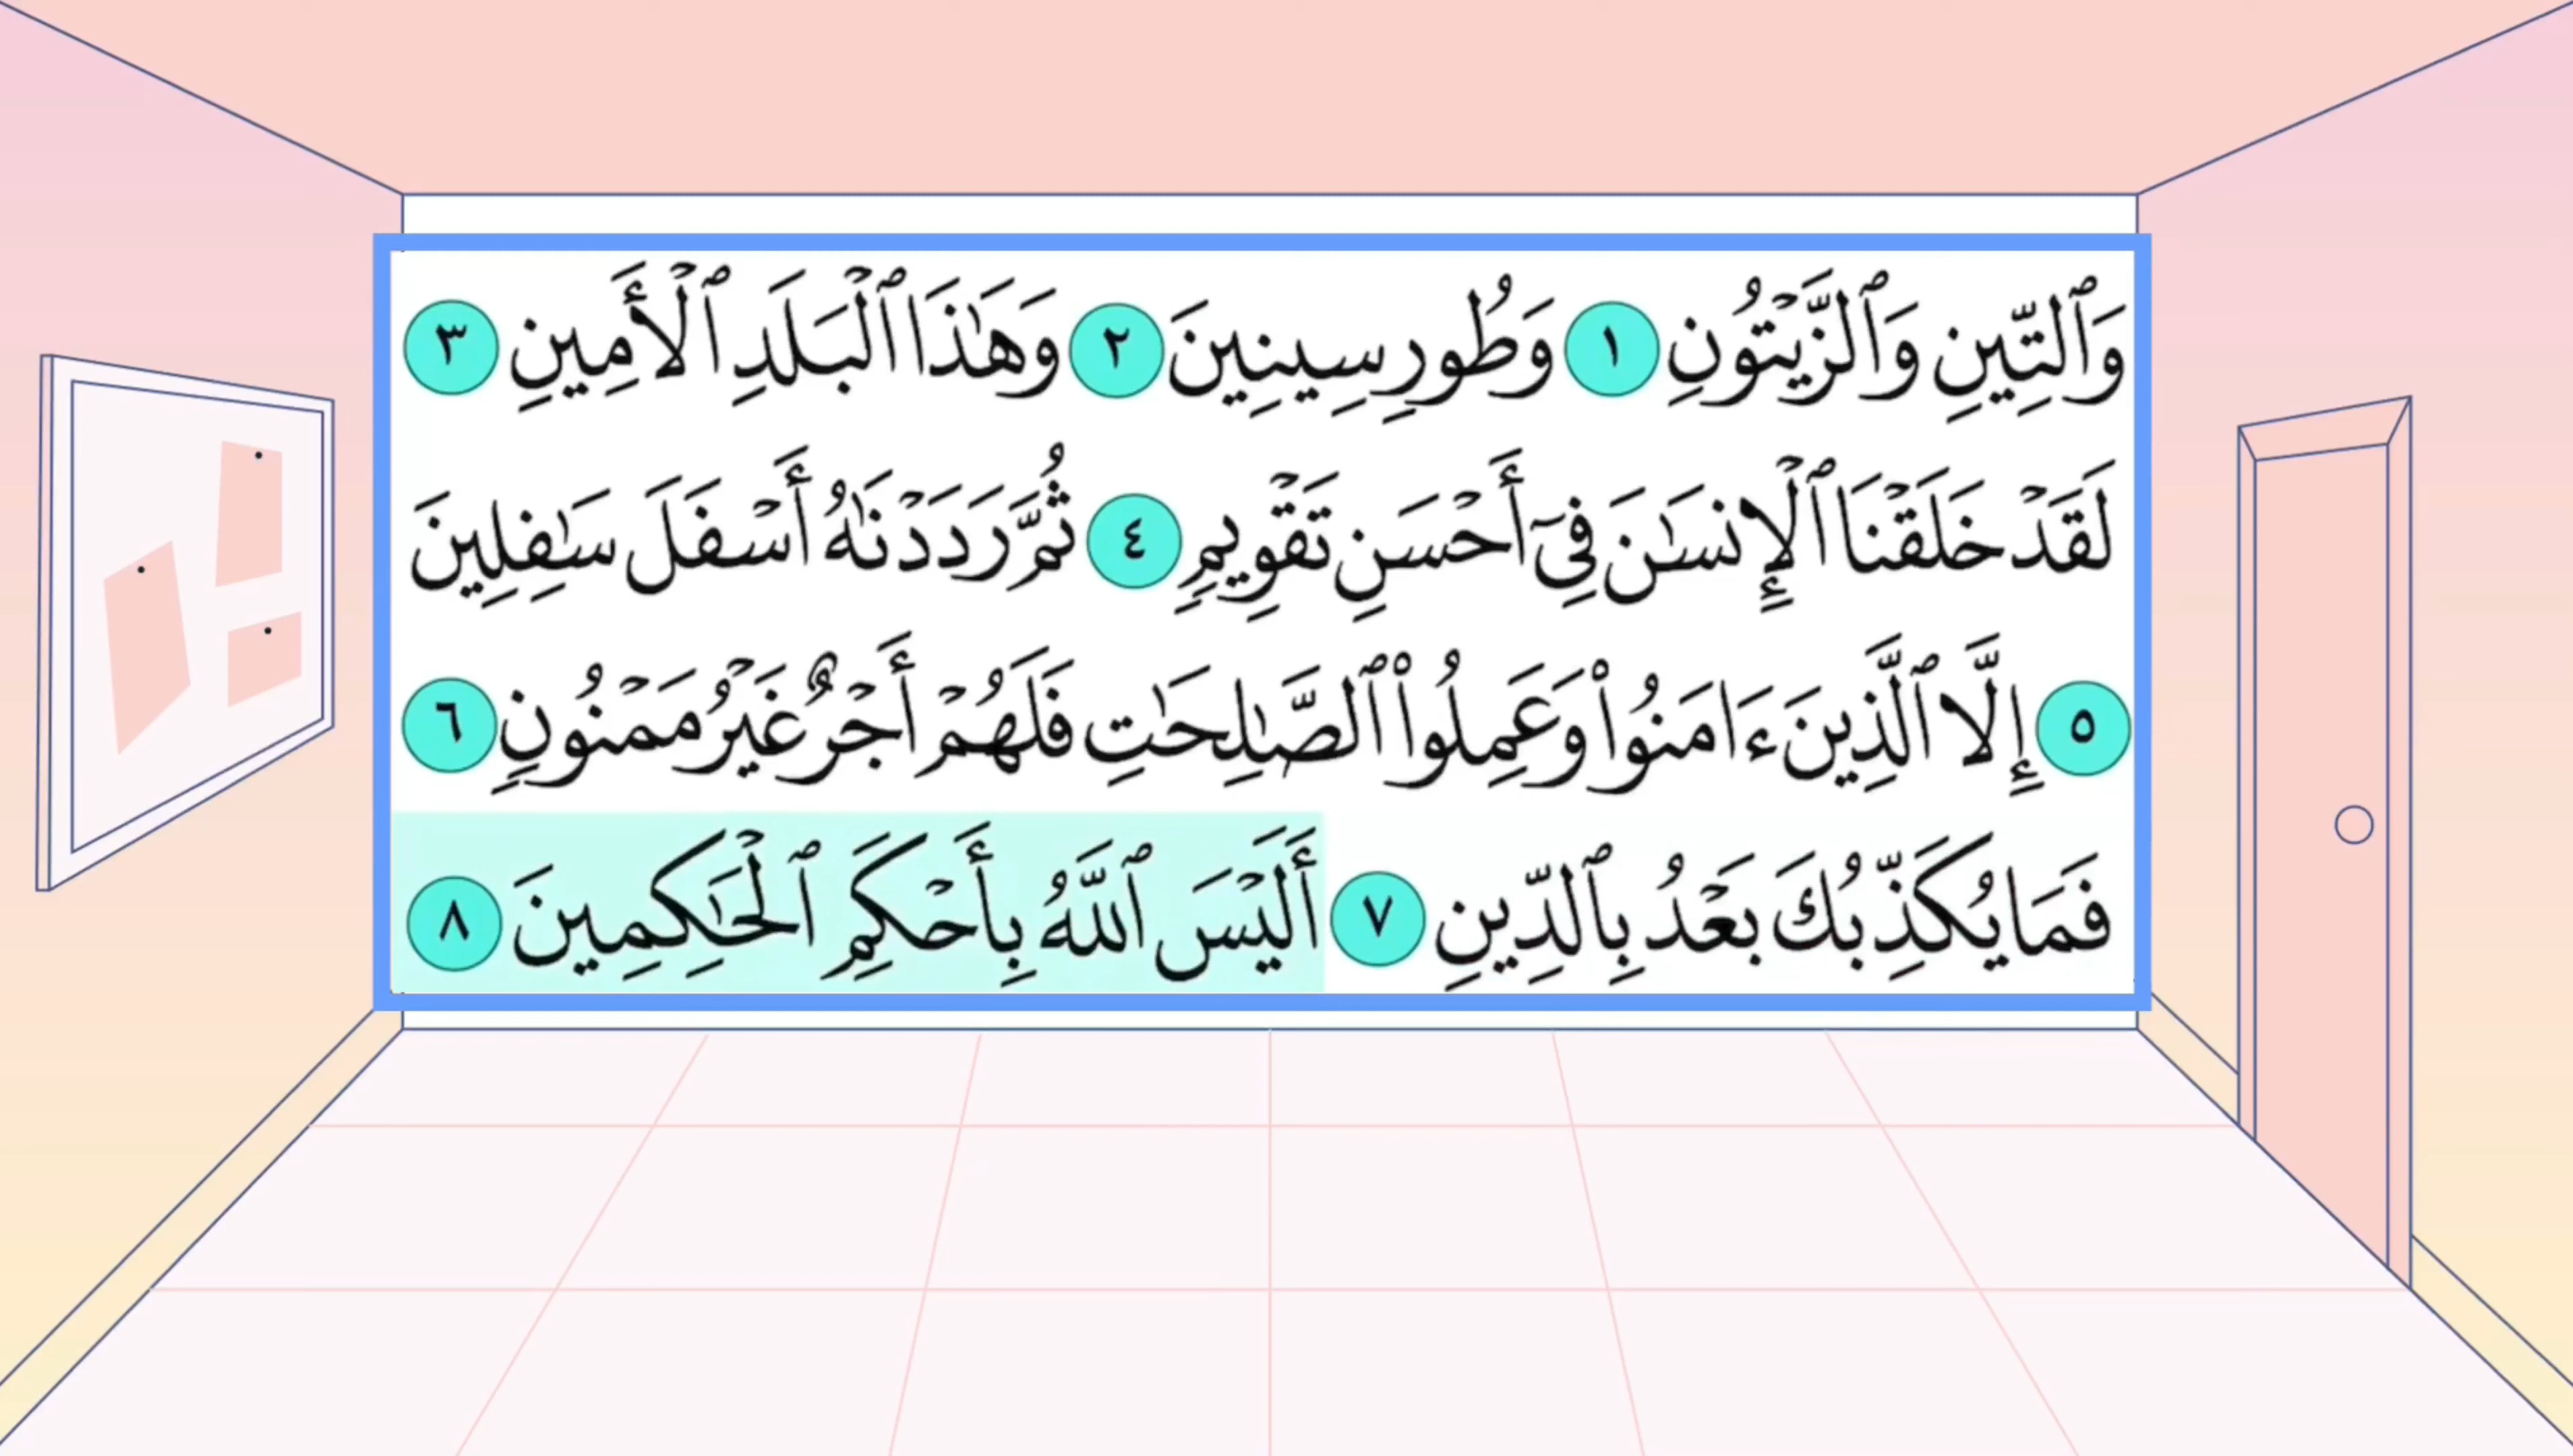 وَٱلتِّينِ وَٱلزَّيۡتُونِ ١ وَطُورِ سِينِينَ ٢ وَهَٰذَا ٱلۡبَلَدِ ٱلۡأَمِينِ ٣
لَقَدۡ خَلَقۡنَا ٱلۡإِنسَٰنَ فِيٓ أَحۡسَنِ تَقۡوِيمٖ ٤ ثُمَّ رَدَدۡنَٰهُ أَسۡفَلَ سَٰفِلِينَ
٥ إِلَّا ٱلَّذِينَ ءَامَنُواْ وَعَمِلُواْ ٱلصَّٰلِحَٰتِ فَلَهُمۡ أَجۡرٌ غَيۡرُ مَمۡنُونٖ ٦
فَمَا يُكَذِّبُكَ بَعۡدُ بِٱلدِّينِ ٧ أَلَيۡسَ ٱللَّهُ بِأَحۡكَمِ ٱلۡحَٰكِمِينَ ٨